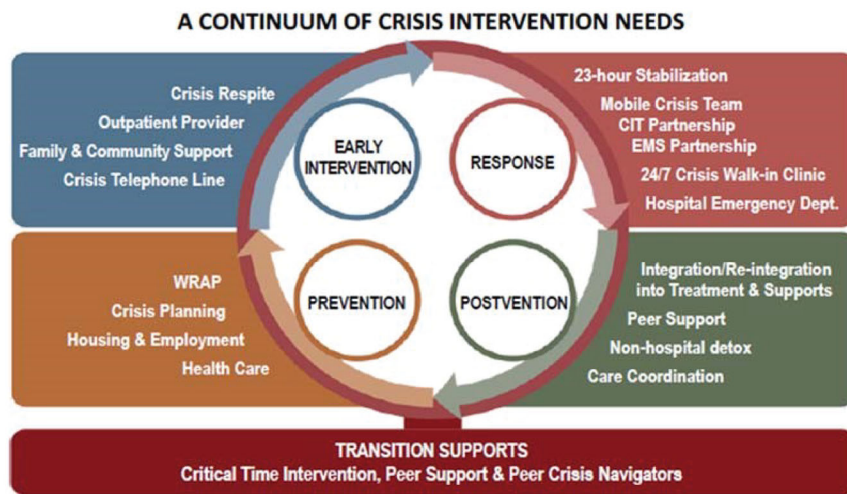 A CONTINUUM OF CRISIS INTERVENTION NEEDS
Crisis Respite
Outpatient Provider
Family & Community Support
Crisis Telephone Line
EARLY
INTERVENTION
RESPONSE
23-hour Stabilization
Mobile Crisis Team
CIT Partnership
EMS Partnership
24/7 Crisis Walk-in Clinic
Hospital Emergency Dept.
WRAP
Crisis Planning
Housing & Employment
Health Care
PREVENTION
POSTVENTION
Integration/Re-integration
into Treatment & Supports
Peer Support
Non-hospital detox
Care Coordination
TRANSITION SUPPORTS
Critical Time Intervention, Peer Support & Peer Crisis Navigators